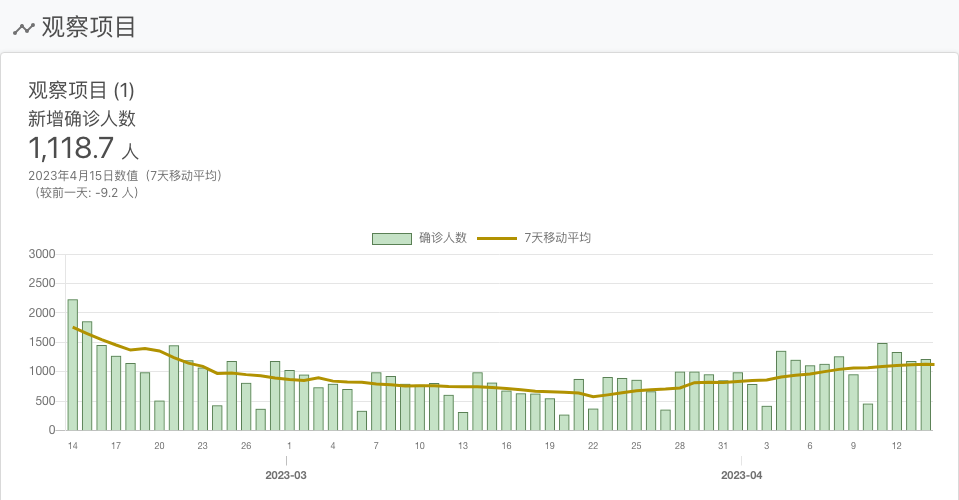 观察项目
观察项目 (1)
新增确诊人数
1,118.7 人
2023年4月15日数值（7天移动平均）
（较前一天: -9.2 人）
确诊人数 7天移动平均
3000
2500
2000
1500
1000
500
0
14 17 20 23 26 1 4 7 10 13 16 19 22 25 28 31 3 6 9 12
2023-03 2023-04